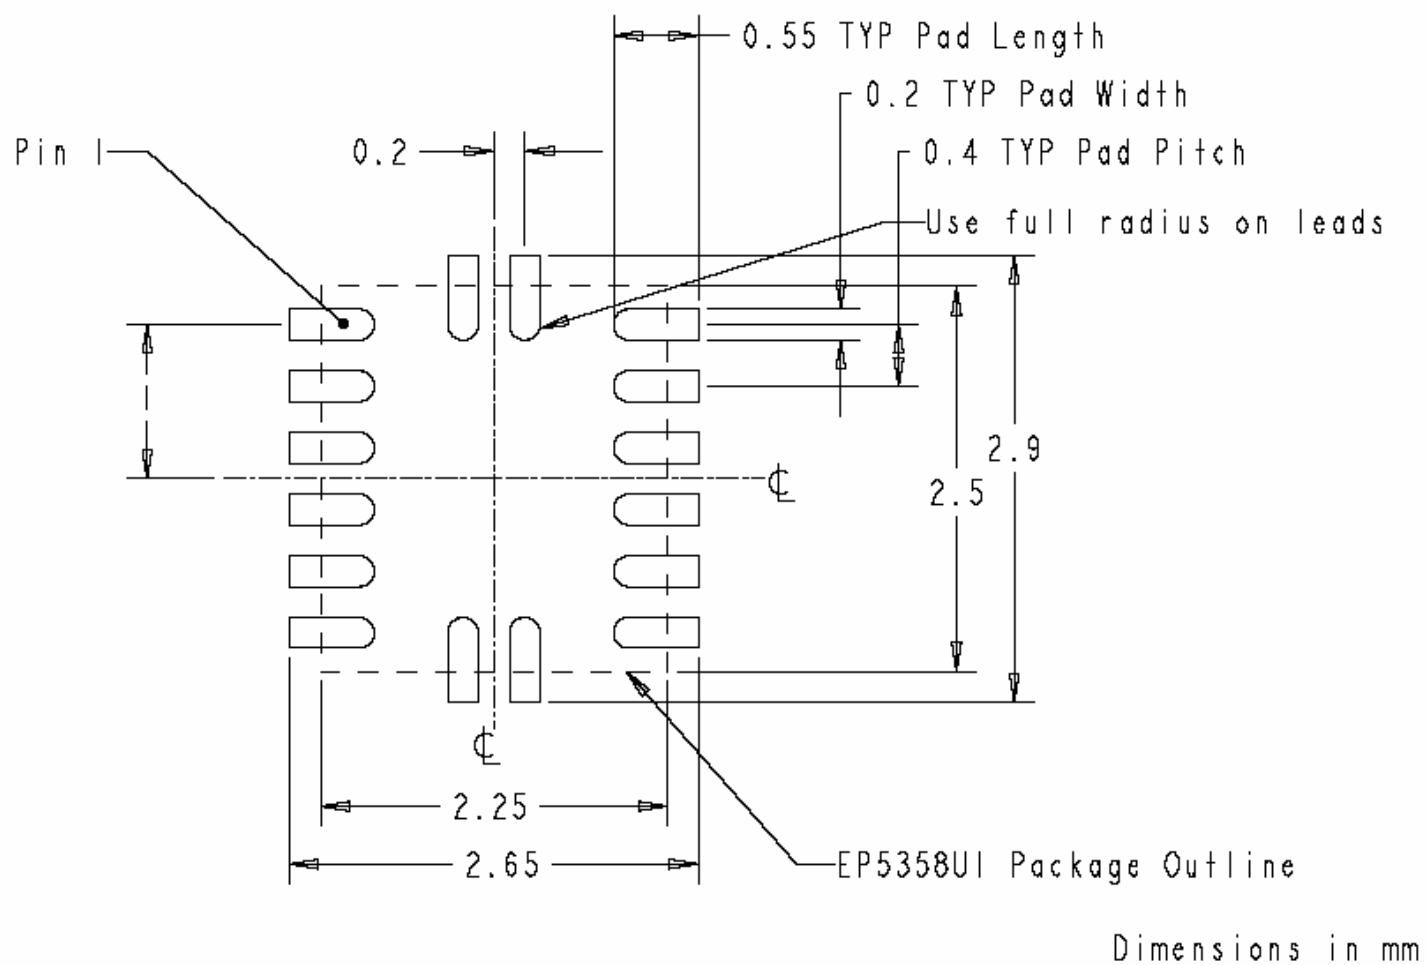 0.55 TYP Pad Length
0.2 TYP Pad Width
Pin 1
0.2
0.4 TYP Pad Pitch
Use full radius on leads
2.9
2.5
℄
℄
2.25
2.65
EP5358UI Package Outline
Dimensions in mm